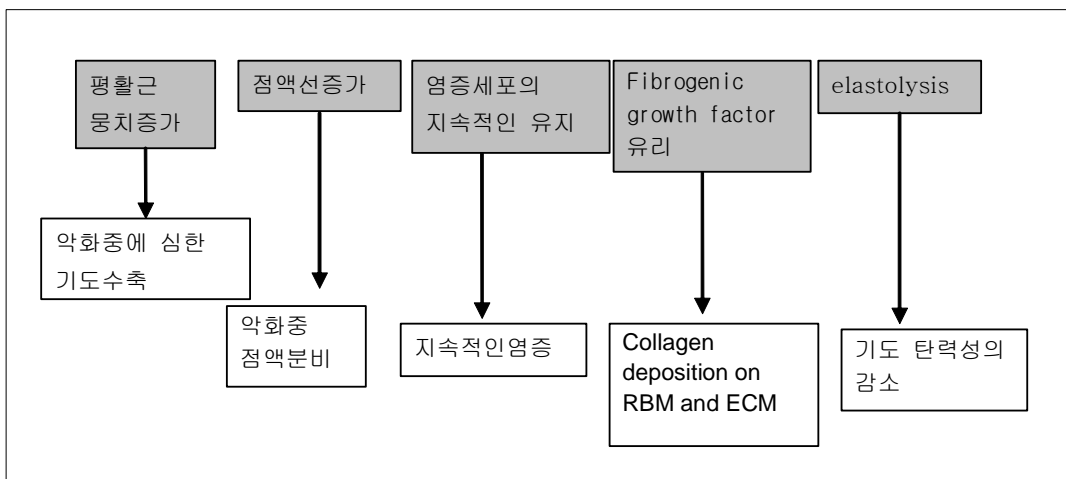 평활근
뭉치증가
점액선증가
염증세포의
지속적인 유지
Fibrogenic
growth factor
유리
elastolysis
악화중에 심한
기도수축
악화중
점액분비
지속적인염증
Collagen
deposition on
RBM and ECM
기도 탄력성의
감소